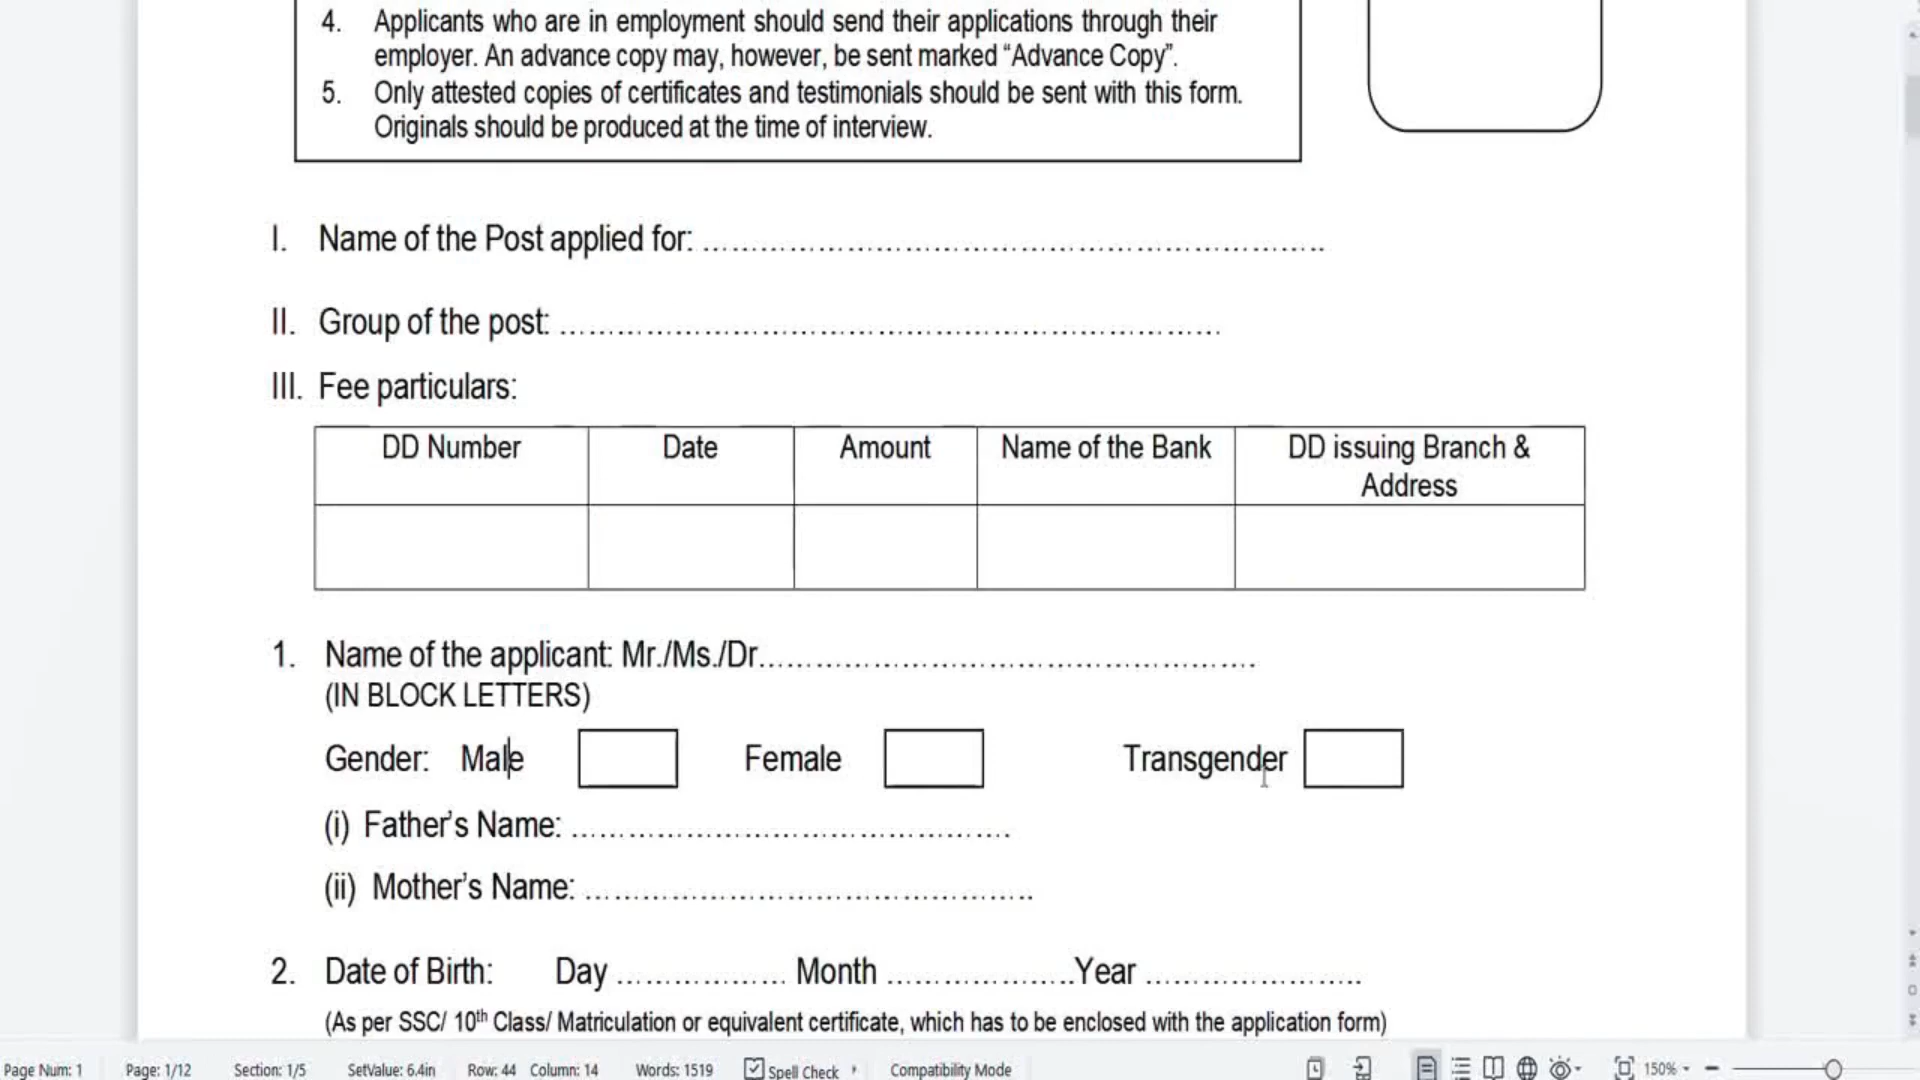 4. Applicants who are in employment should send their applications through their
employer. An advance copy may, however, be sent marked “Advance Copy”.
5. Only attested copies of certificates and testimonials should be sent with this form.
Originals should be produced at the time of interview.
I. Name of the Post applied for: ……………………………………………………………..
II. Group of the post: ………………………………………………………………….
III. Fee particulars:
DD Number Date Amount Name of the Bank DD issuing Branch &
Address
1. Name of the applicant: Mr./Ms./Dr………………………………………………….
(IN BLOCK LETTERS)
Gender: Male Female Transgender
(i) Father’s Name: …………………………………………….
(ii) Mother’s Name: ……………………………………………..
2. Date of Birth: Day ………………. Month …………………..Year ……………………..
(As per SSC/ 10th Class/ Matriculation or equivalent certificate, which has to be enclosed with the application form)
Page Num: 1 Page: 1/12 Section: 1/5 SetValue: 6.4in Row: 44 Column: 14 Words: 1519 Spell Check Compatibility Mode 150%